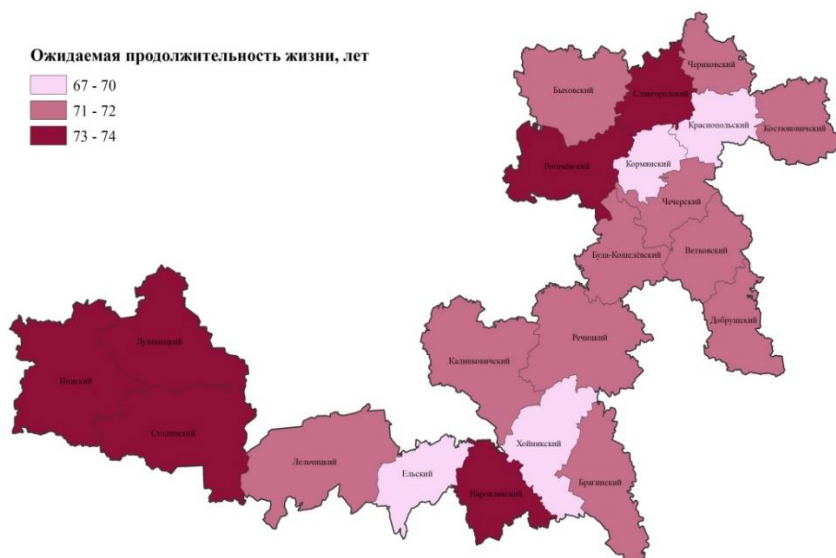 Ожидаемая продолжительность жизни, лет
67 - 70
71 - 72
73 - 74
Чериковский
Быховский
Славгородский
Краснопольский
Костюковичский
Рогачёвский
Кормянский
Чечерский
Буда-Кошелёвский
Ветковский
Добрушский
Лунинецкий
Речицкий
Калинковичский
Пинский
Столинский
Хойникский
Лельчицкий
Ельский
Наровлянский
Брагинский